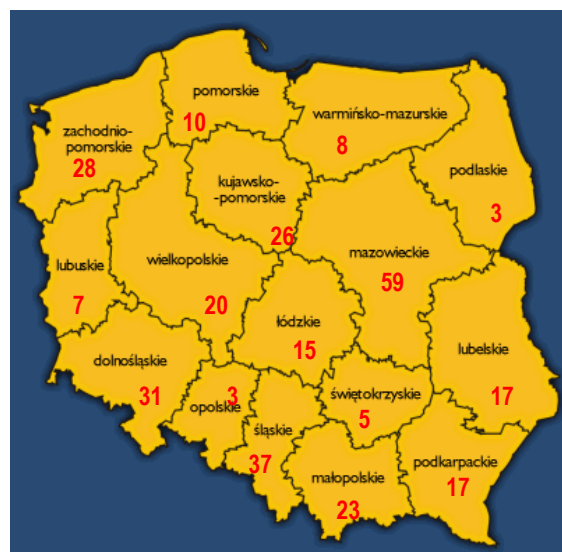 pomorskie
10
warmińsko-mazurskie
8
zachodnio-
pomorskie
28
podlaskie
3
kujawsko-
-pomorskie
26
mazowieckie
59
lubuskie
7
wielkopolskie
20
łódzkie
15
lubelskie
17
dolnośląskie
31
opolskie
3
śląskie
37
świętokrzyskie
5
małopolskie
23
podkarpackie
17